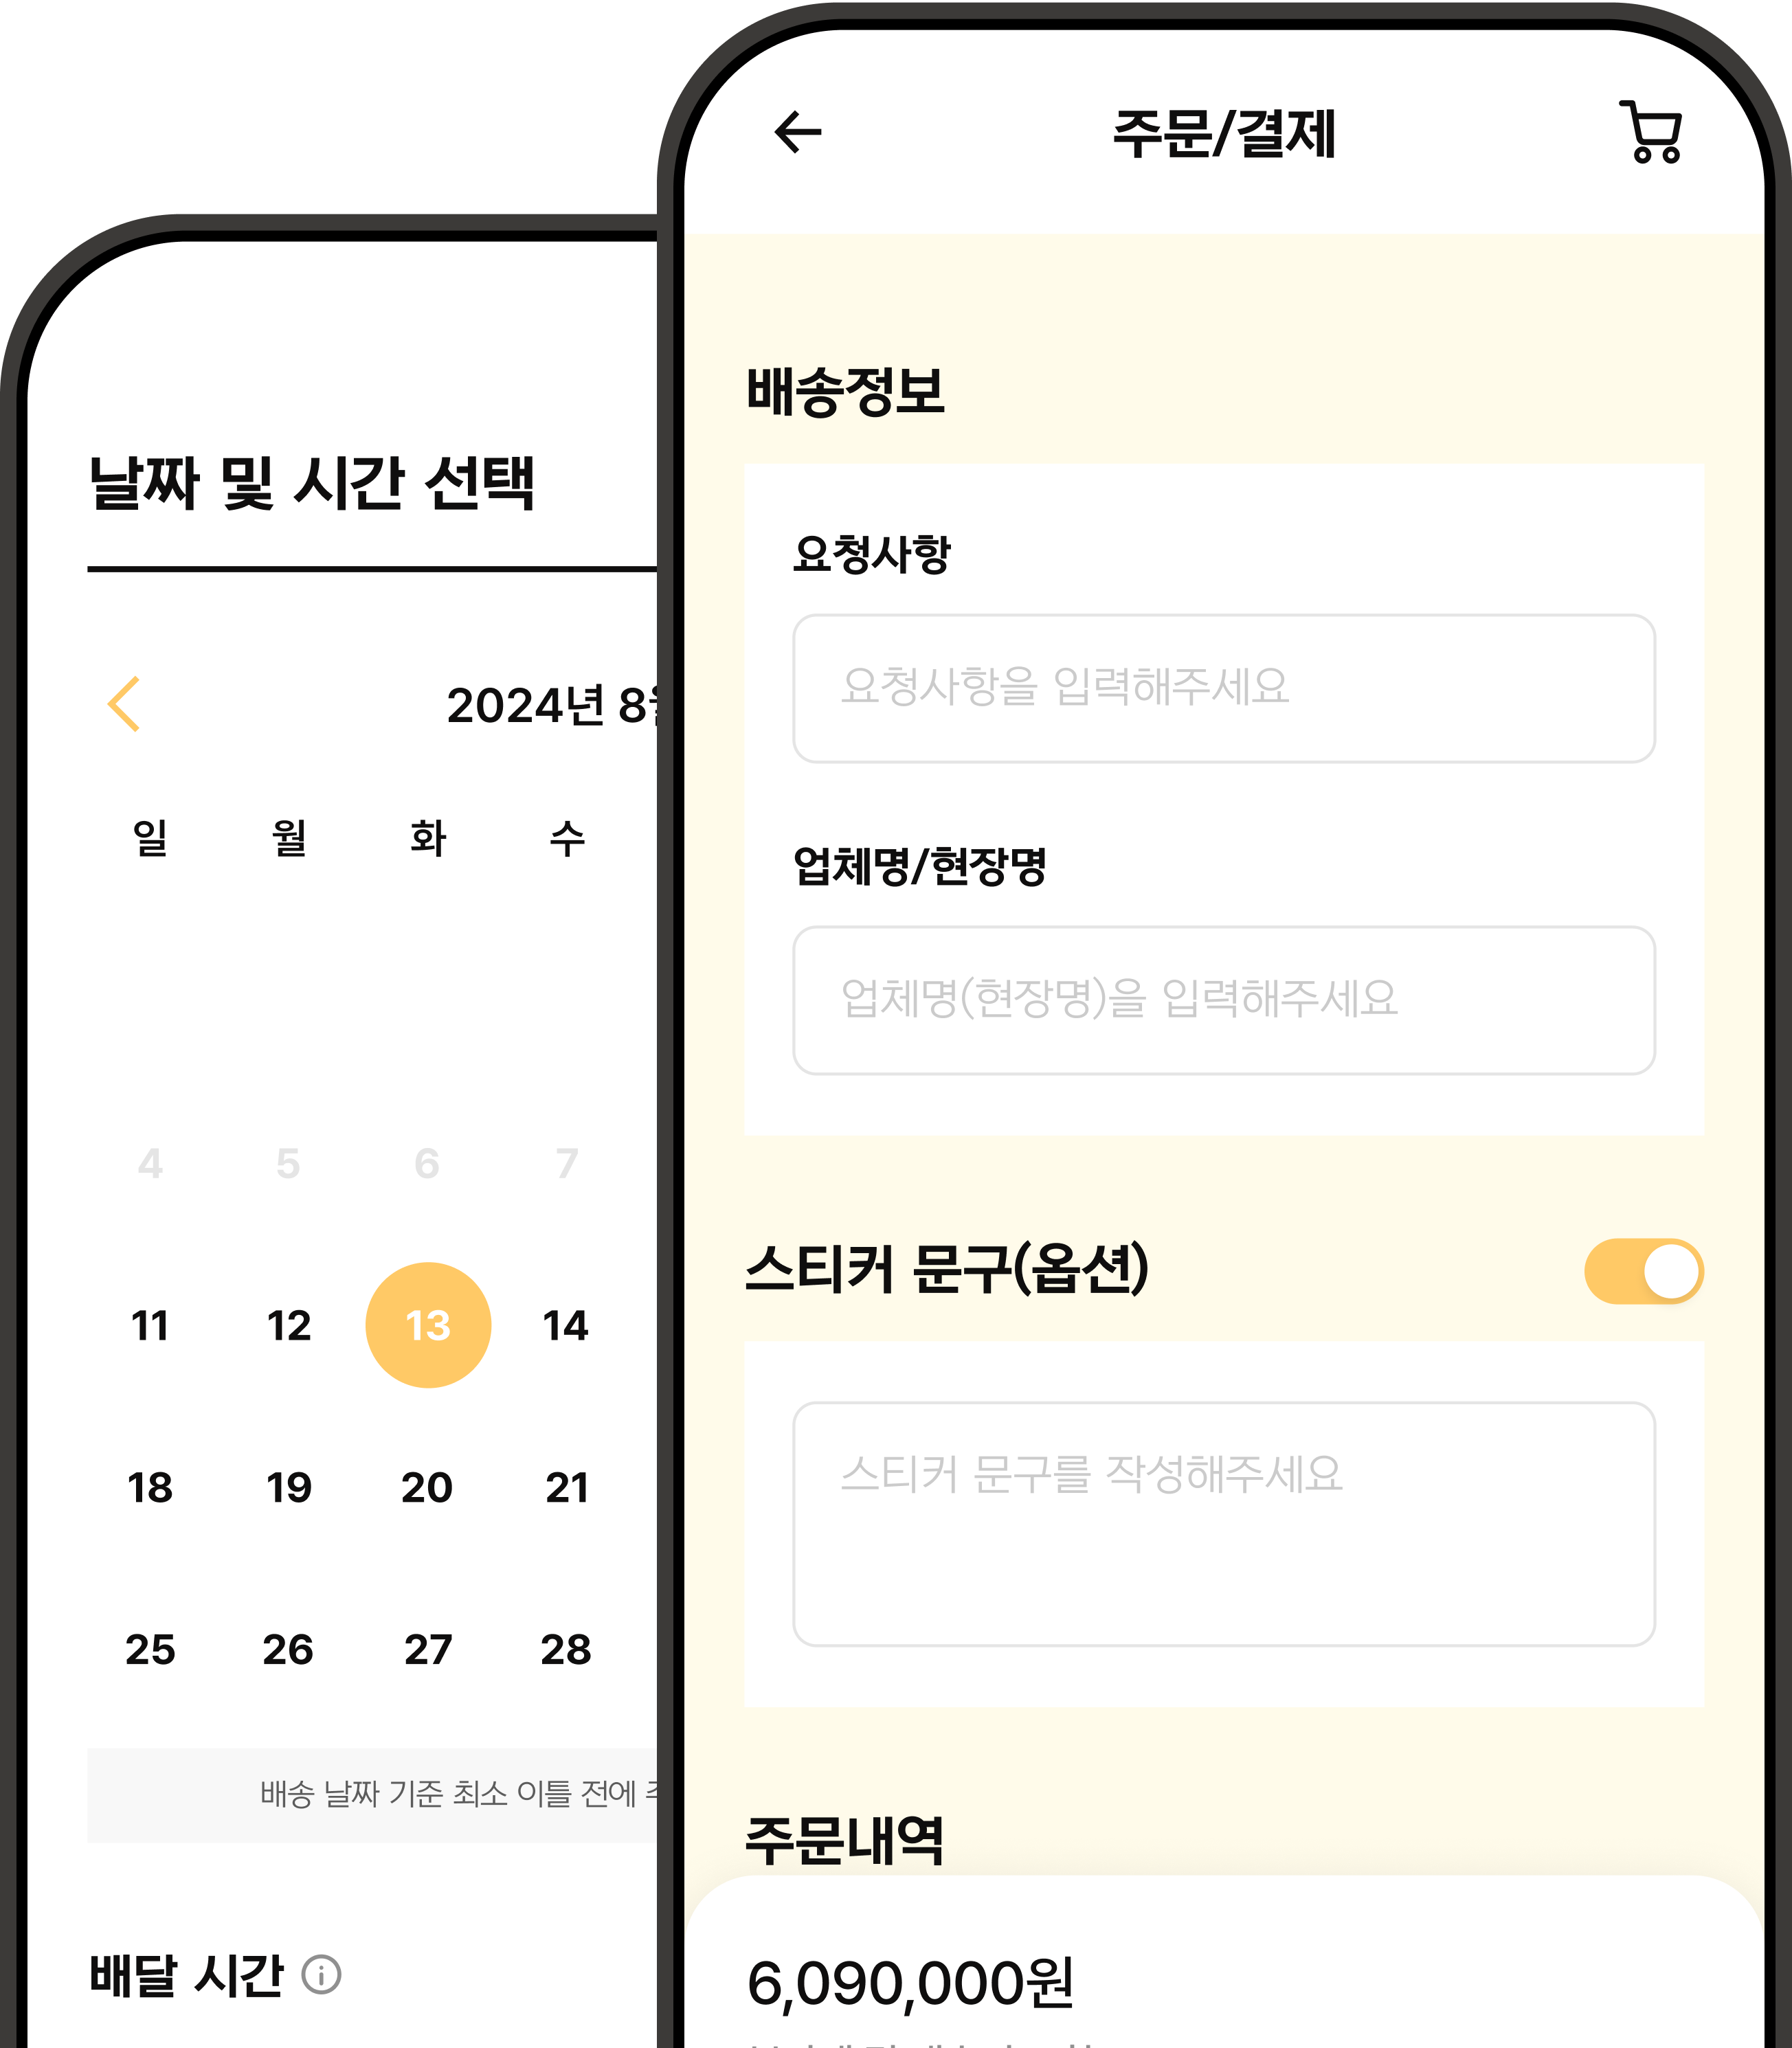 날짜 및 시간 선택
2024년
일 월 화 수
4 5 6 7
11 12 13 14
18 19 20 21
25 26 27 28
배송 날짜 기준 최소 이틀 전에
배달 시간
주문/결제
배송정보
요청사항
요청사항을 입력해주세요
업체명/현장명
업체명(현장명)을 입력해주세요
스티커 문구(옵션)
스티커 문구를 작성해주세요
주문내역
6,090,000원